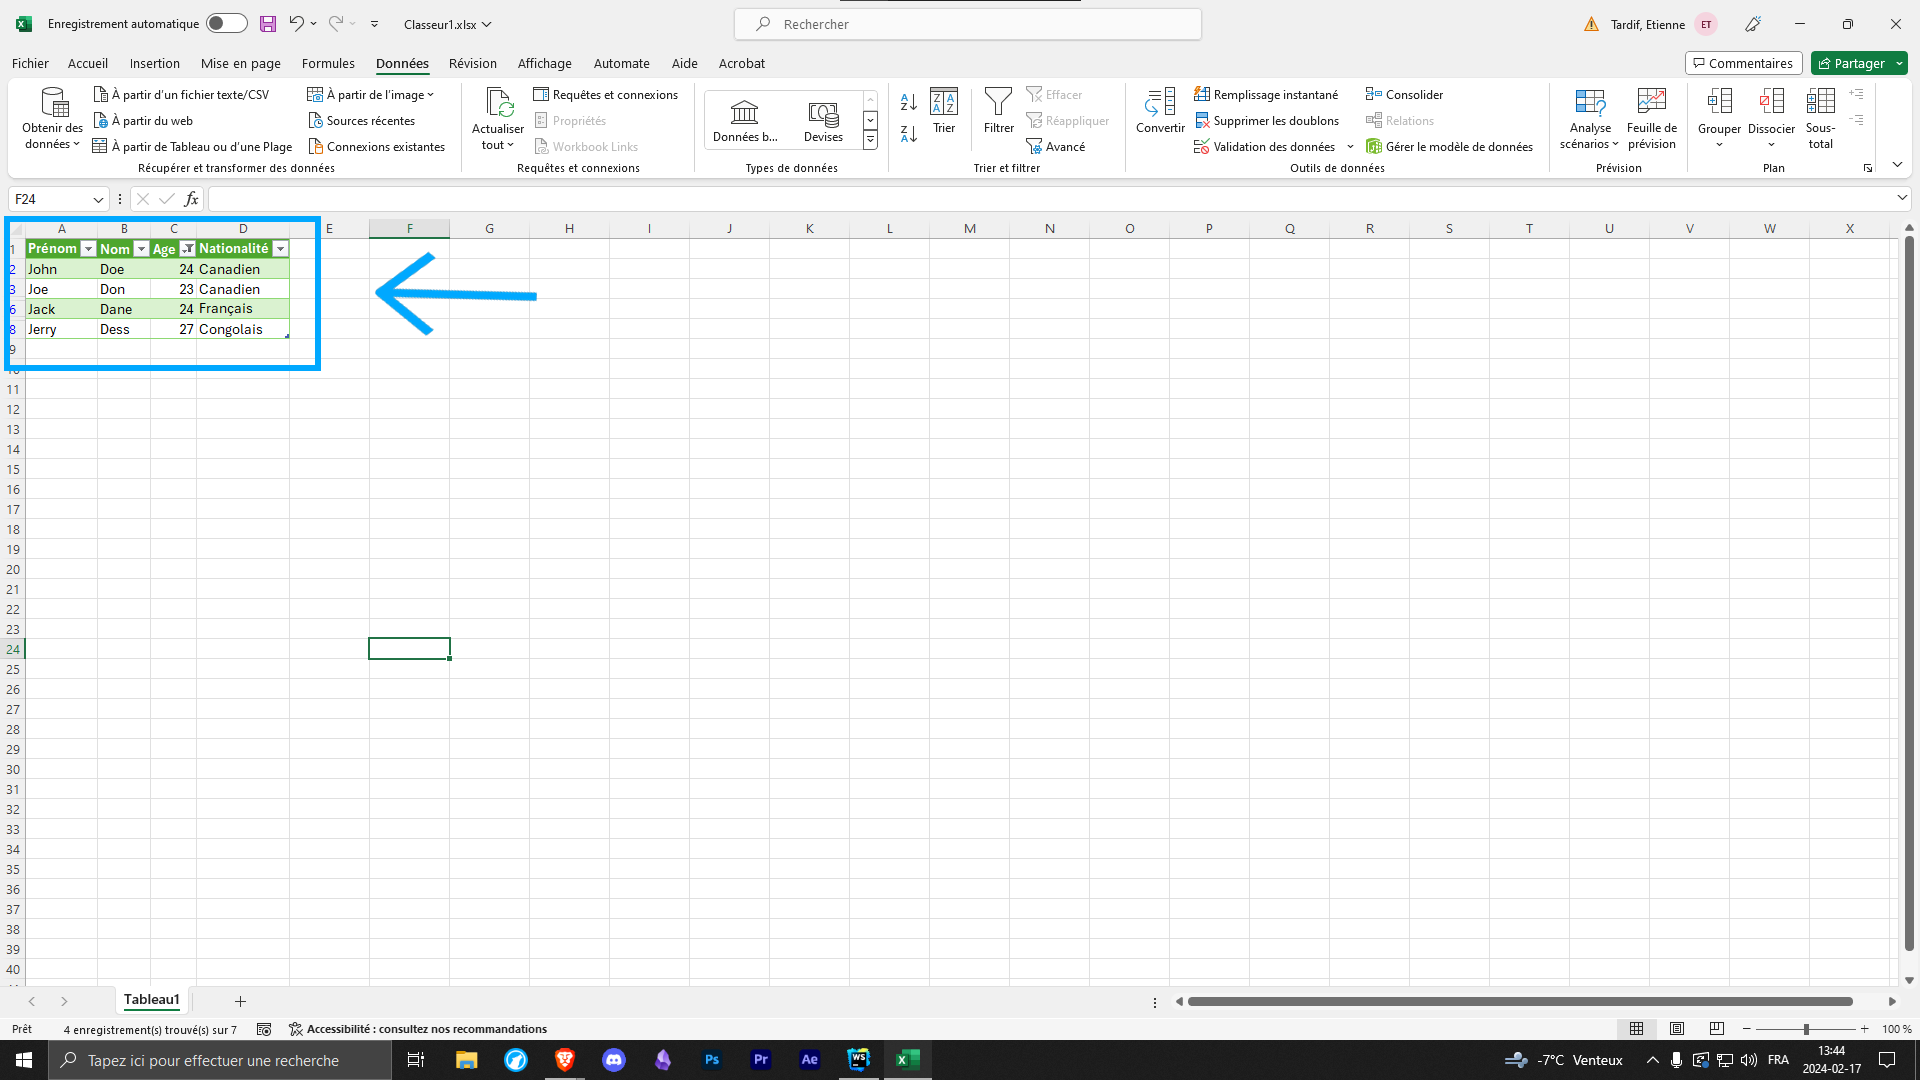 Enregistrement automatique
Classeur1.xlsx
Rechercher
Tardif, Etienne
ET
Fichier Accueil Insertion Mise en page Formules Données Révision Affichage Automate Aide Acrobat
Commentaires
Partager
Obtenir des données
À partir d'un fichier texte/CSV
À partir du web
À partir de Tableau ou d'une Plage
À partir de l'image
Sources récentes
Connexions existantes
Récupérer et transformer des données
Actualiser tout
Requêtes et connexions
Propriétés
Workbook Links
Requêtes et connexions
Données b...
Devises
Types de données
Trier
Filtrer
Effacer
Réappliquer
Avancé
Trier et filtrer
Convertir
Remplissage instantané
Supprimer les doublons
Validation des données
Consolider
Relations
Gérer le modèle de données
Outils de données
Analyse scénarios
Feuille de prévision
Prévision
Grouper
Dissocier
Sous-total
Plan
F24
fx
A B C D E F G H I J K L M N O P Q R S T U V W X
1 Prénom Nom Age Nationalité
2 John Doe 24 Canadien
3 Joe Don 23 Canadien
6 Jack Dane 24 Français
8 Jerry Dess 27 Congolais
9
10
11
12
13
14
15
16
17
18
19
20
21
22
23
24
25
26
27
28
29
30
31
32
33
34
35
36
37
38
39
40
Tableau1
Prêt
4 enregistrement(s) trouvé(s) sur 7
Accessibilité : consultez nos recommandations
100 %
Tapez ici pour effectuer une recherche
Ps
Pr
Ae
WS
-7°C Venteux
FRA
13:44
2024-02-17